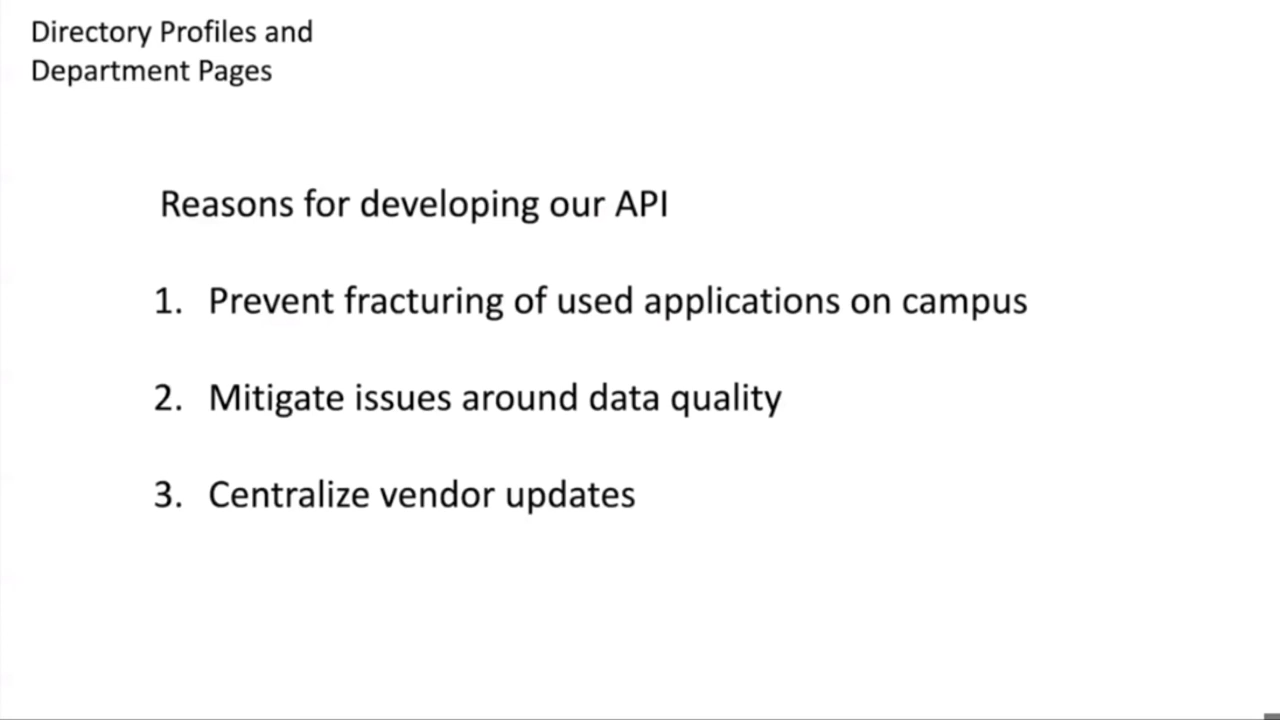 Directory Profiles and
Department Pages
Reasons for developing our API
1. Prevent fracturing of used applications on campus
2. Mitigate issues around data quality
3. Centralize vendor updates